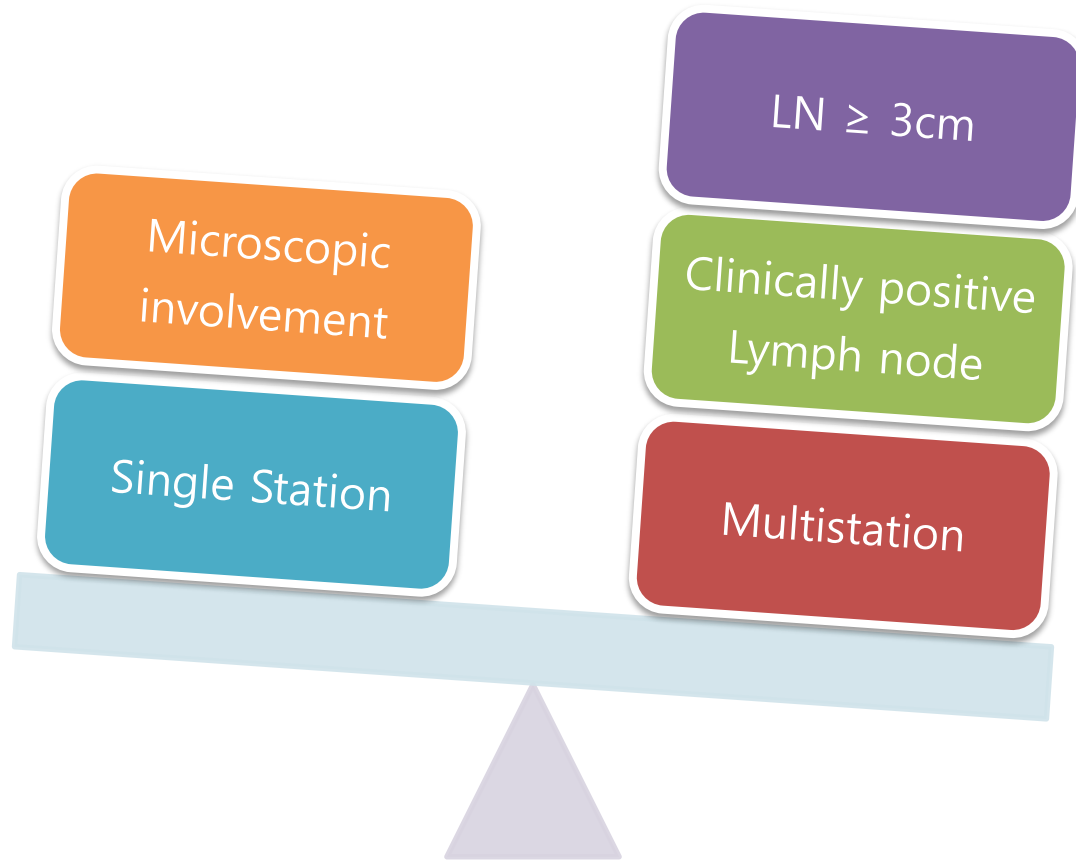 Microscopic
involvement
Single Station
LN ≥ 3cm
Clinically positive
Lymph node
Multistation